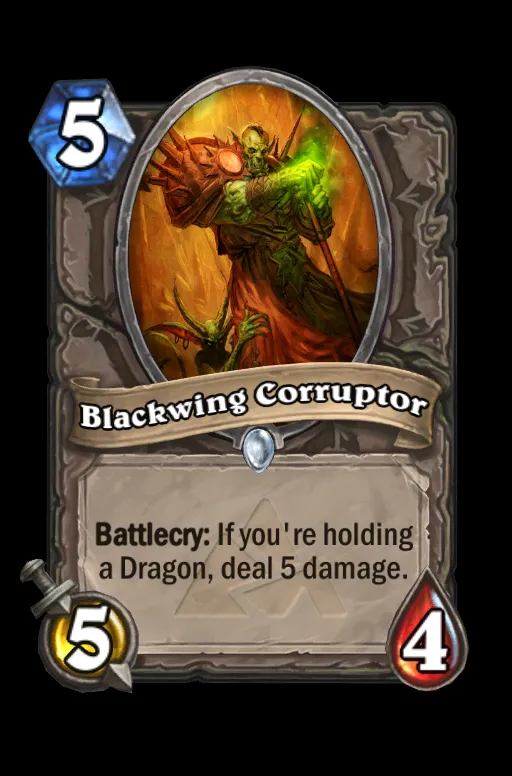 5
Blackwing Corruptor
Battlecry: If you're holding
a Dragon, deal 5 damage.
5
4